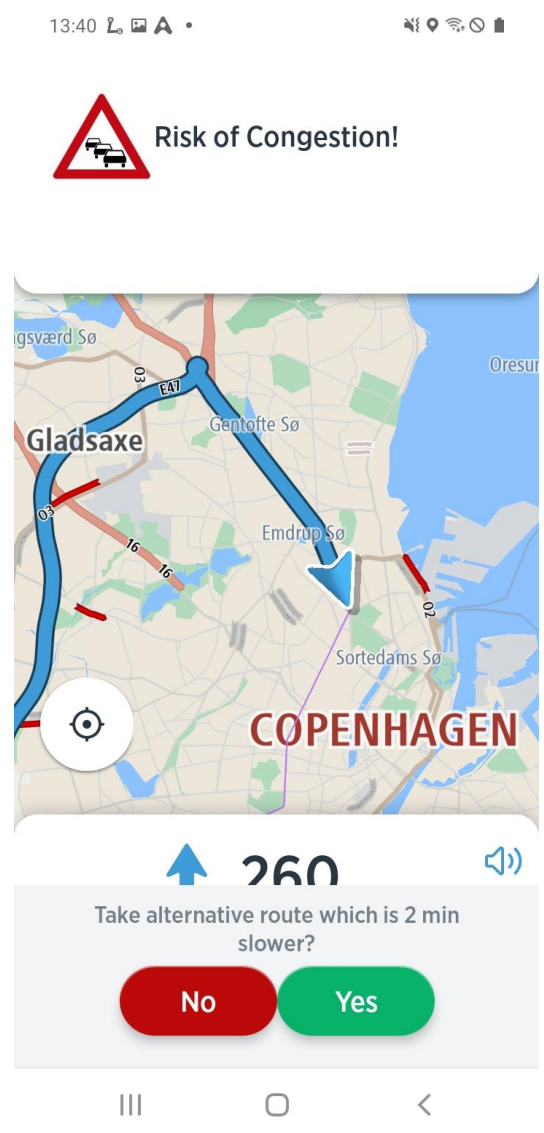 13:40
Risk of Congestion!
gsværd Sø
Oresun
03
E47
Gentofte Sø
Gladsaxe
03
16
Emdrup Sø
16
02
Sortedams Sø
COPENHAGEN
260
Take alternative route which is 2 min
slower?
No
Yes